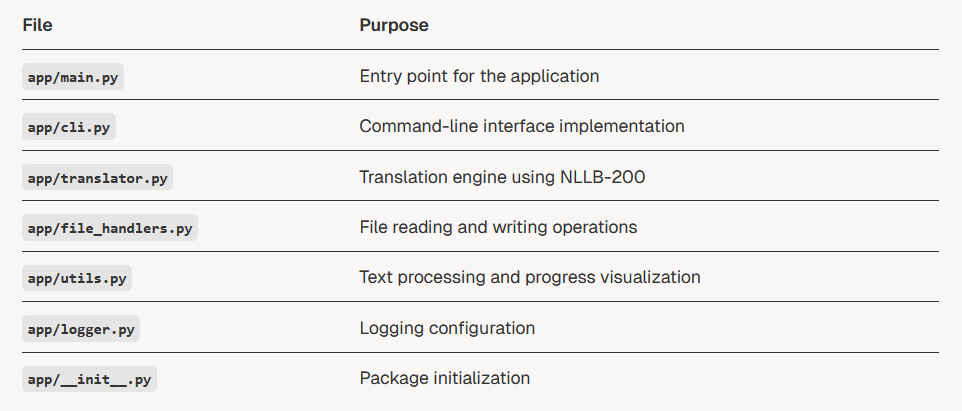 File Purpose
app/main.py Entry point for the application
app/cli.py Command-line interface implementation
app/translator.py Translation engine using NLLB-200
app/file_handlers.py File reading and writing operations
app/utils.py Text processing and progress visualization
app/logger.py Logging configuration
app/__init__.py Package initialization